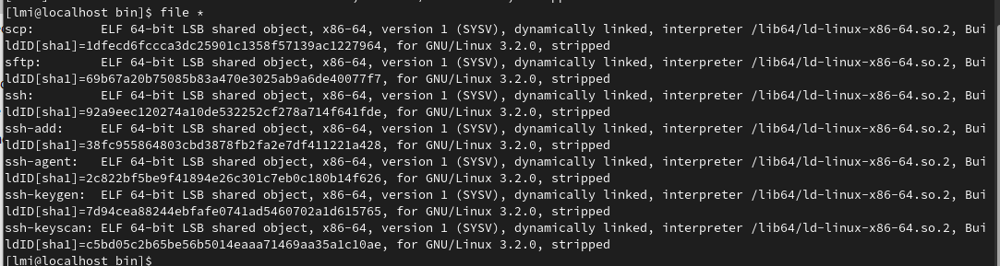 [lmi@localhost bin]$ file *
scp:         ELF 64-bit LSB shared object, x86-64, version 1 (SYSV), dynamically linked, interpreter /lib64/ld-linux-x86-64.so.2, Bui
ldID[sha1]=1dfecd6fccca3dc25901c1358f57139ac1227964, for GNU/Linux 3.2.0, stripped
sftp:        ELF 64-bit LSB shared object, x86-64, version 1 (SYSV), dynamically linked, interpreter /lib64/ld-linux-x86-64.so.2, Bui
ldID[sha1]=69b67a20b75085b83a470e3025ab9a6de40077f7, for GNU/Linux 3.2.0, stripped
ssh:         ELF 64-bit LSB shared object, x86-64, version 1 (SYSV), dynamically linked, interpreter /lib64/ld-linux-x86-64.so.2, Bui
ldID[sha1]=92a9eec120274a10de532252cf278a714f641fde, for GNU/Linux 3.2.0, stripped
ssh-add:     ELF 64-bit LSB shared object, x86-64, version 1 (SYSV), dynamically linked, interpreter /lib64/ld-linux-x86-64.so.2, Bui
ldID[sha1]=38fc955864803cbd3878fb2fa2e7df411221a428, for GNU/Linux 3.2.0, stripped
ssh-agent:   ELF 64-bit LSB shared object, x86-64, version 1 (SYSV), dynamically linked, interpreter /lib64/ld-linux-x86-64.so.2, Bui
ldID[sha1]=2c822bf5be9f41894e26c301c7eb0c180b14f626, for GNU/Linux 3.2.0, stripped
ssh-keygen:  ELF 64-bit LSB shared object, x86-64, version 1 (SYSV), dynamically linked, interpreter /lib64/ld-linux-x86-64.so.2, Bui
ldID[sha1]=7d94cea88244ebfafe0741ad5460702a1d615765, for GNU/Linux 3.2.0, stripped
ssh-keyscan: ELF 64-bit LSB shared object, x86-64, version 1 (SYSV), dynamically linked, interpreter /lib64/ld-linux-x86-64.so.2, Bui
ldID[sha1]=c5bd05c2b65be56b5014eaaa71469aa35a1c10ae, for GNU/Linux 3.2.0, stripped
[lmi@localhost bin]$